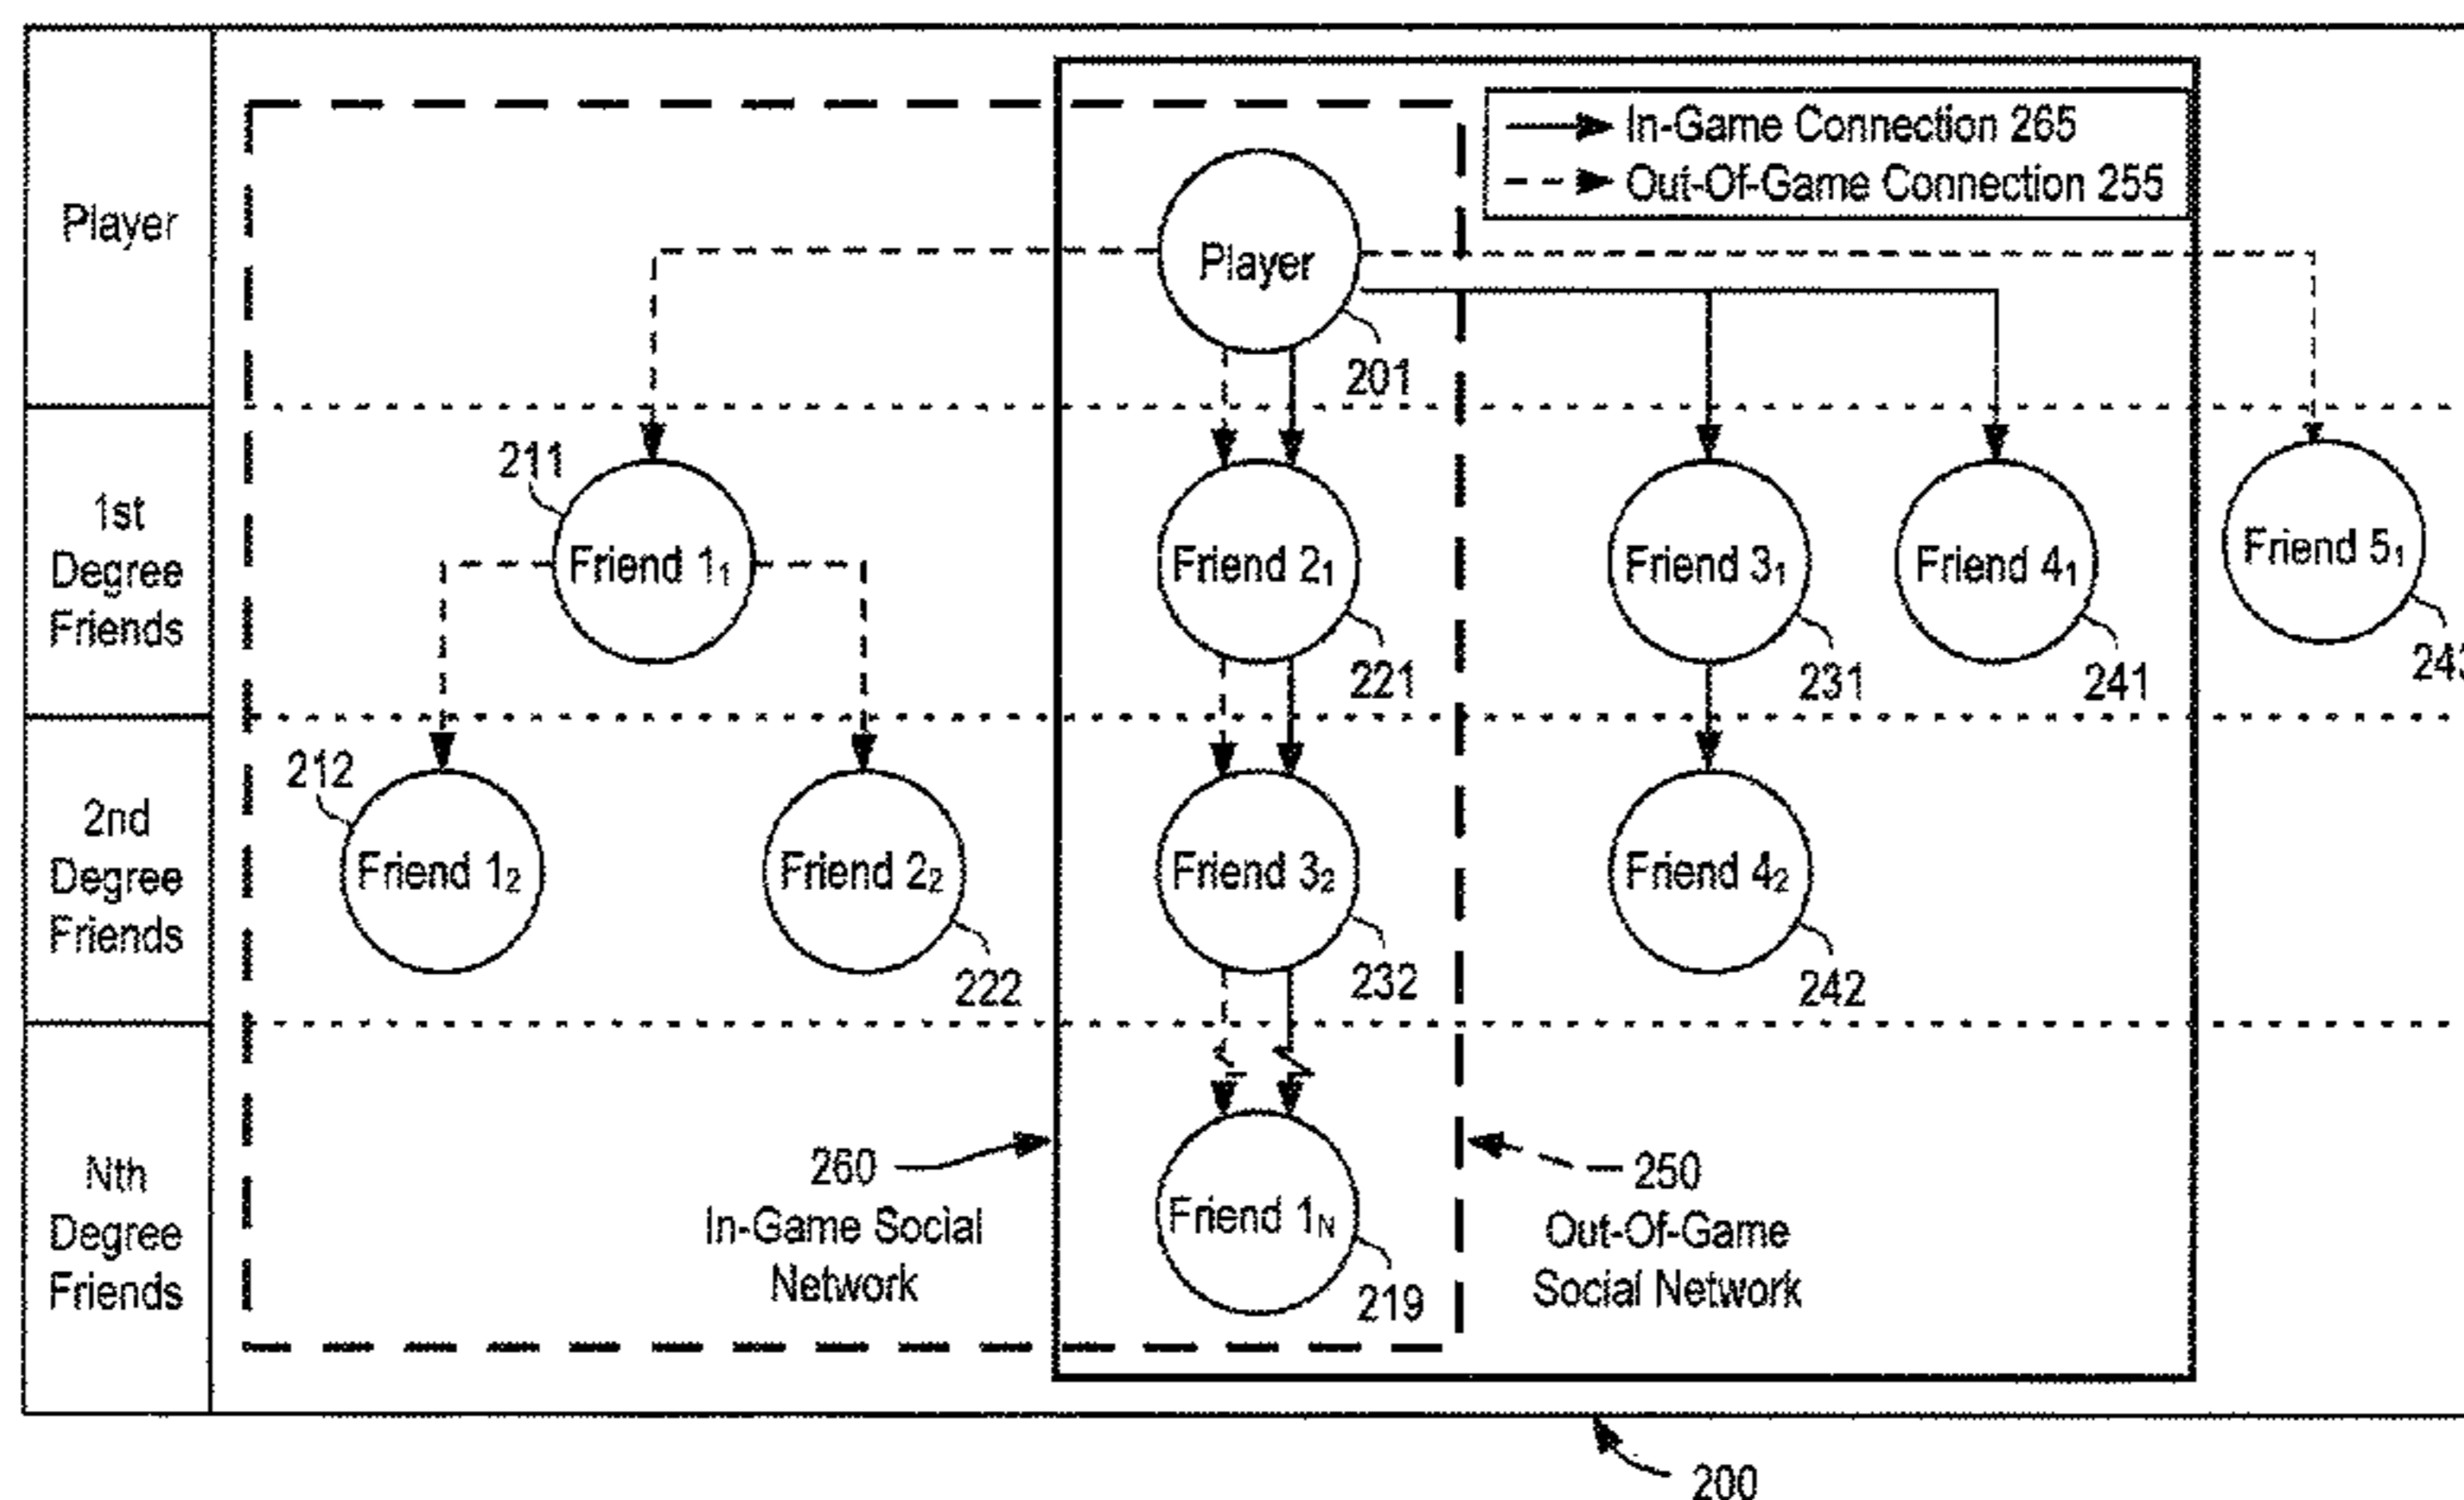 In-Game Connection 265
Out-Of-Game Connection 255
Player
Player
201
1st
Degree
Friends
211
Friend 1₁
Friend 2₁
221
Friend 3₁
231
Friend 4₁
241
Friend 5₁
2nd
Degree
Friends
212
Friend 1₂
Friend 2₂
222
Friend 3₂
232
Friend 4₂
242
Nth
Degree
Friends
260
In-Game Social
Network
Friend 1N
219
250
Out-Of-Game
Social Network
200